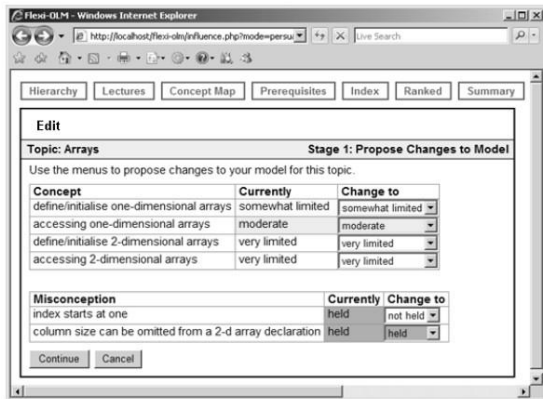 Flexi-OLM - Windows Internet Explorer
http://localhost/flexi-olm/influence.php?mode=persu
Live Search
Hierarchy Lectures Concept Map Prerequisites Index Ranked Summary
Edit
Topic: Arrays Stage 1: Propose Changes to Model
Use the menus to propose changes to your model for this topic.
Concept Currently Change to
define/initialise one-dimensional arrays somewhat limited somewhat limited
accessing one-dimensional arrays moderate moderate
define/initialise 2-dimensional arrays very limited very limited
accessing 2-dimensional arrays very limited very limited
Misconception Currently Change to
index starts at one held not held
column size can be omitted from a 2-d array declaration held held
Continue Cancel